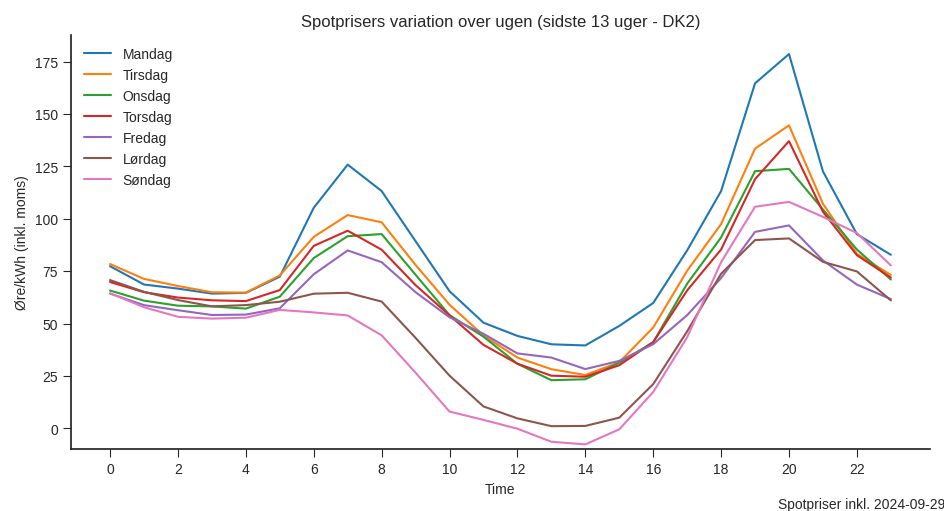 Spotprisers variation over ugen (sidste 13 uger - DK2)
Mandag
Tirsdag
Onsdag
Torsdag
Fredag
Lørdag
Søndag
Øre/kWh (inkl. moms)
175
150
125
100
75
50
25
0
0 2 4 6 8 10 12 14 16 18 20 22
Time
Spotpriser inkl. 2024-09-29